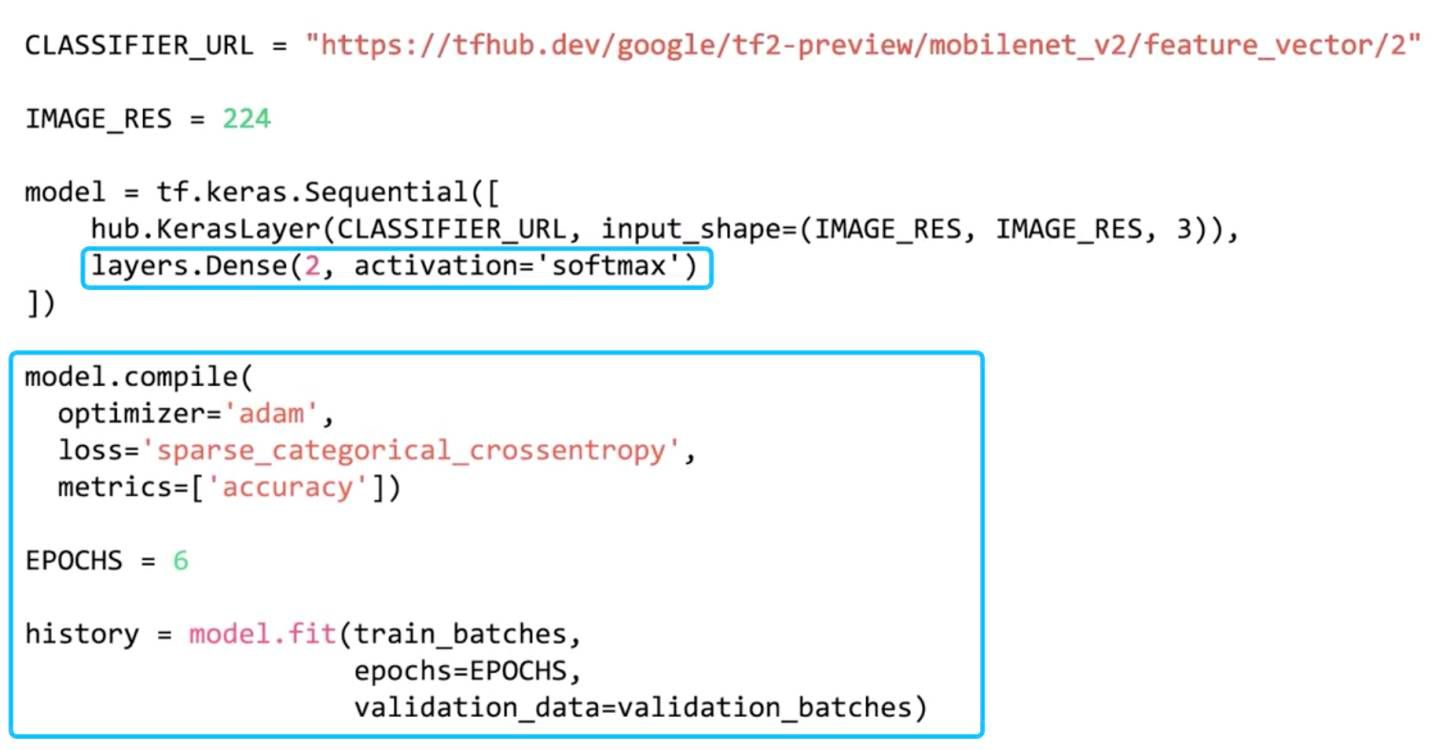 CLASSIFIER_URL = "https://tfhub.dev/google/tf2-preview/mobilenet_v2/feature_vector/2"
IMAGE_RES = 224
model = tf.keras.Sequential([
    hub.KerasLayer(CLASSIFIER_URL, input_shape=(IMAGE_RES, IMAGE_RES, 3)),
    layers.Dense(2, activation='softmax')
])
model.compile(
  optimizer='adam',
  loss='sparse_categorical_crossentropy',
  metrics=['accuracy'])
EPOCHS = 6
history = model.fit(train_batches,
                    epochs=EPOCHS,
                    validation_data=validation_batches)